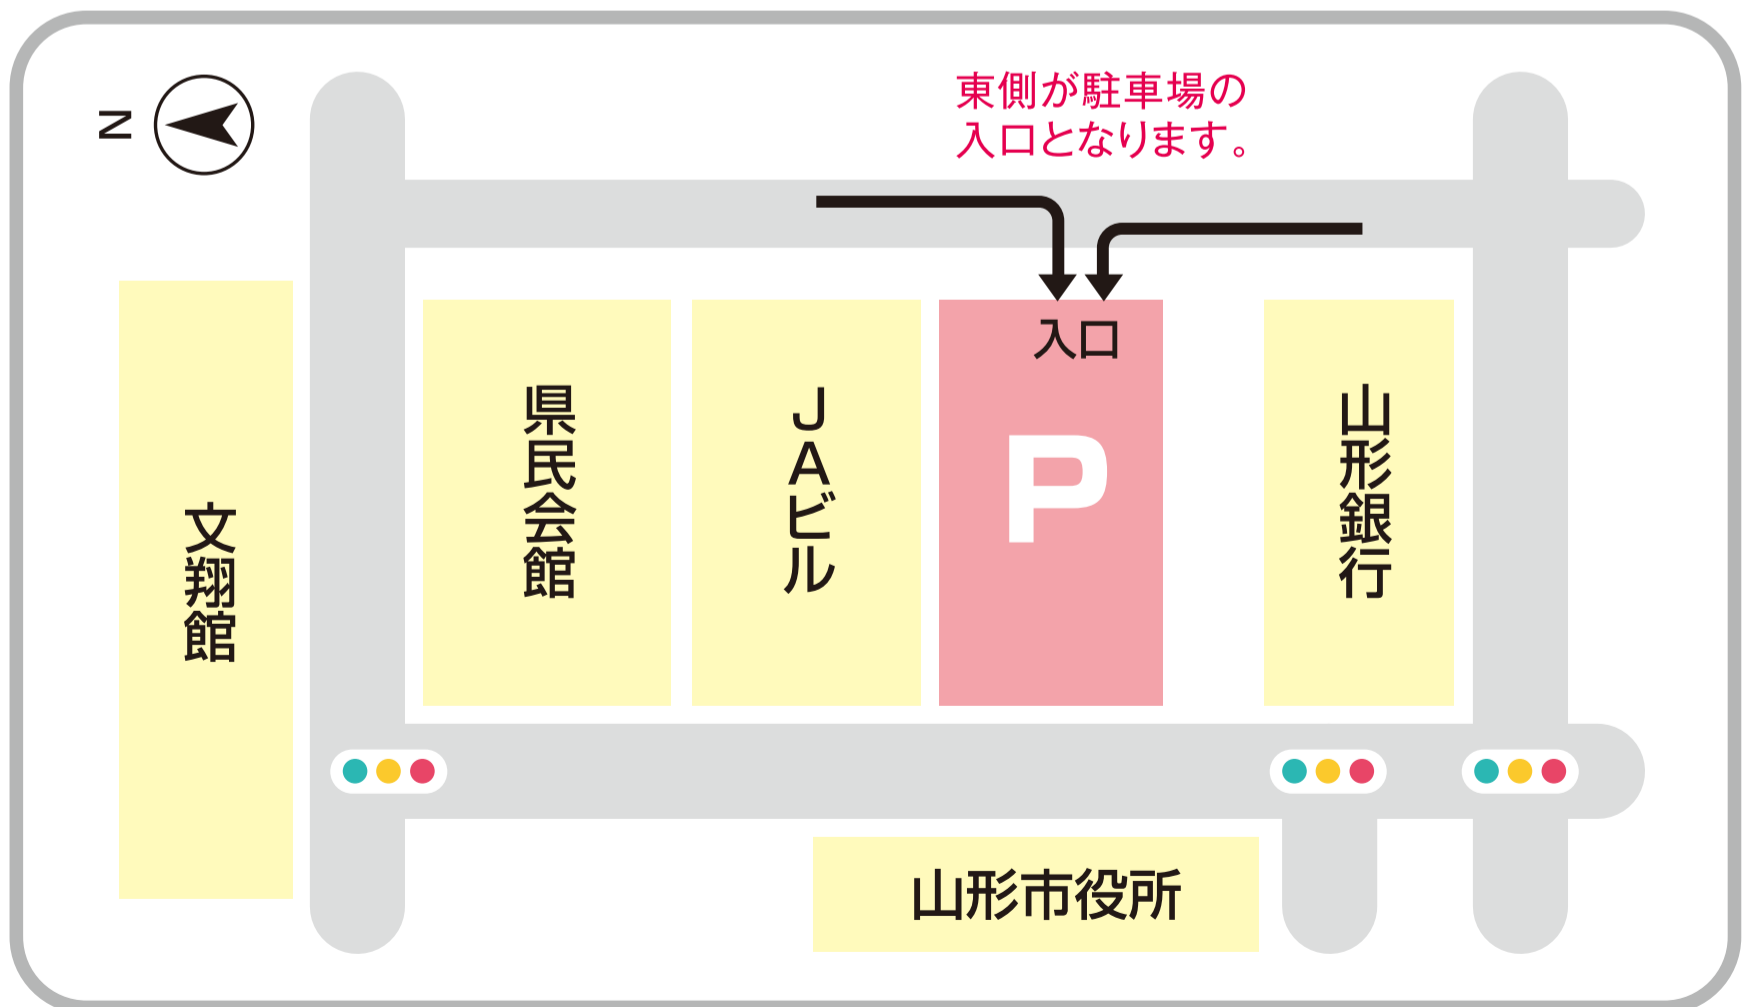 N
東側が駐車場の
入口となります。
入口
P
文翔館
県民会館
JAビル
山形銀行
山形市役所